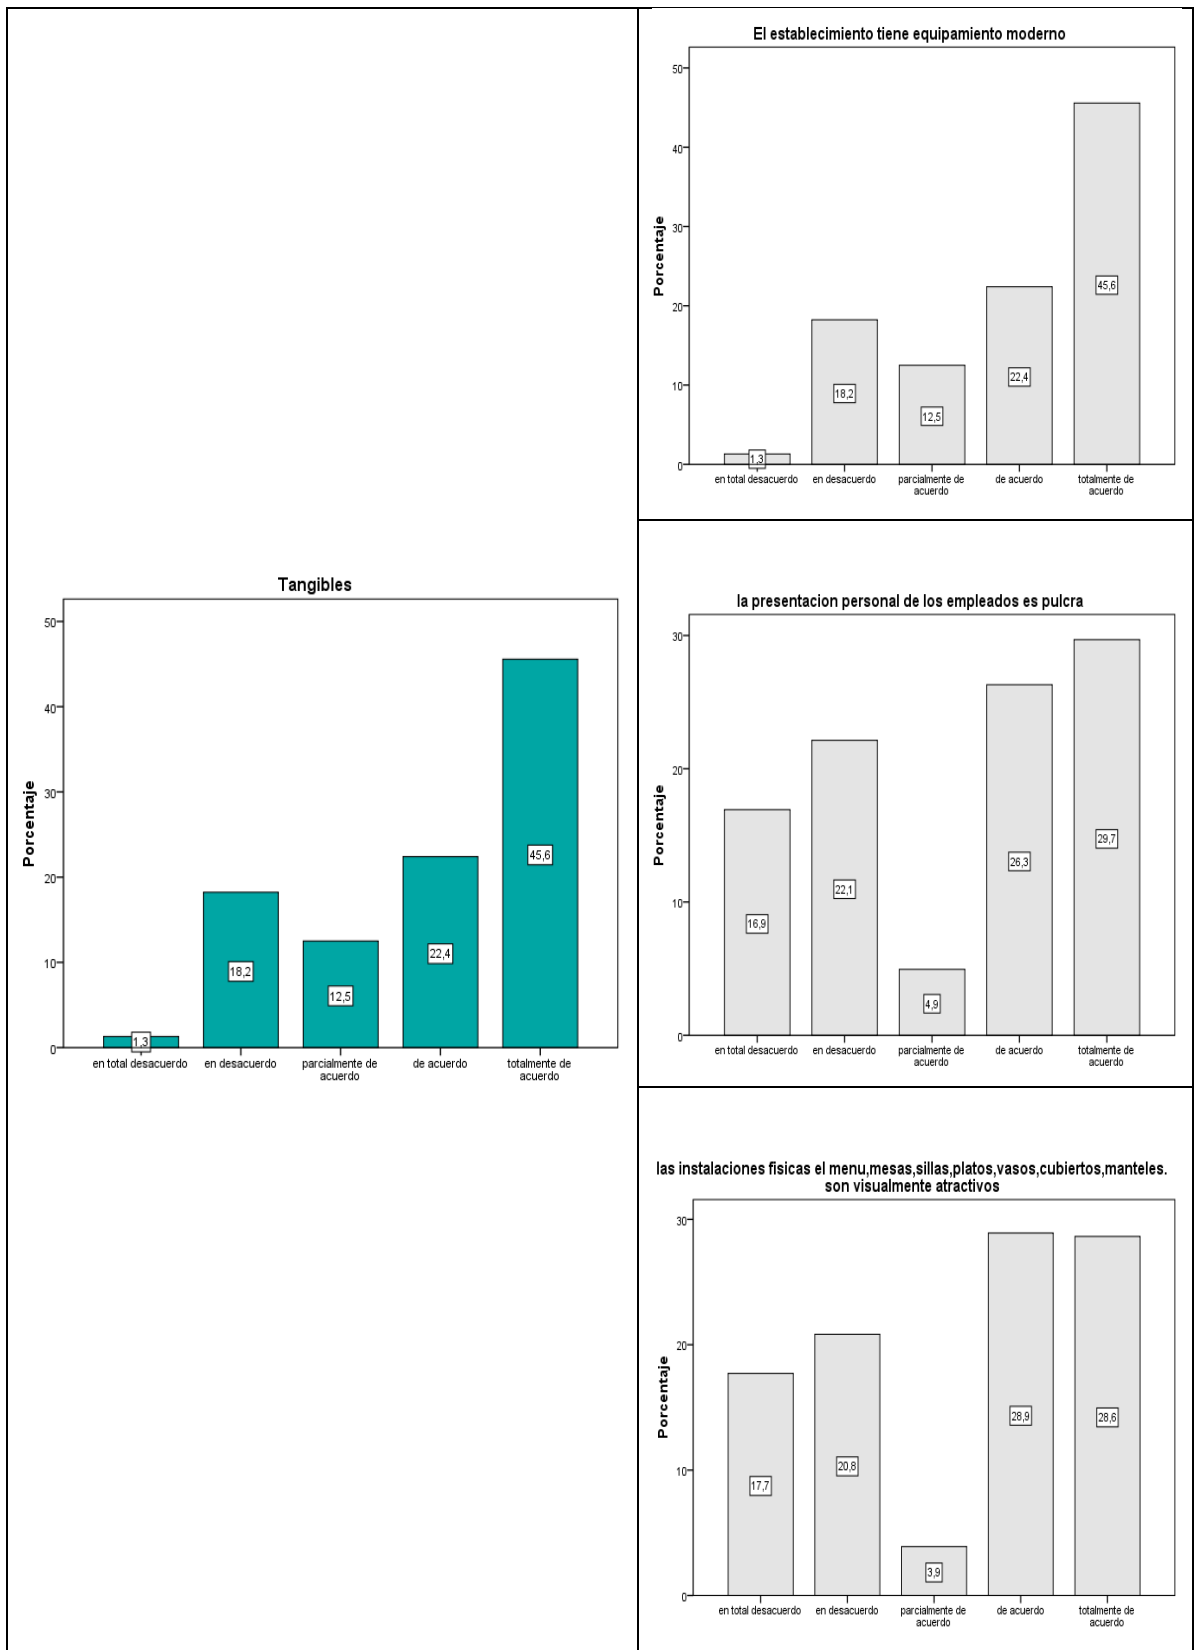 El establecimiento tiene equipamiento moderno
Porcentaje
50
40
30
20
10
0
1,3
18,2
12,5
22,4
45,6
en total desacuerdo
en desacuerdo
parcialmente de
acuerdo
de acuerdo
totalmente de
acuerdo
Tangibles
Porcentaje
50
40
30
20
10
0
1,3
18,2
12,5
22,4
45,6
en total desacuerdo
en desacuerdo
parcialmente de
acuerdo
de acuerdo
totalmente de
acuerdo
la presentacion personal de los empleados es pulcra
Porcentaje
30
20
10
0
16,9
22,1
4,9
26,3
29,7
en total desacuerdo
en desacuerdo
parcialmente de
acuerdo
de acuerdo
totalmente de
acuerdo
las instalaciones fisicas el menu,mesas,sillas,platos,vasos,cubiertos,manteles.
son visualmente atractivos
Porcentaje
30
20
10
0
17,7
20,8
3,9
28,9
28,6
en total desacuerdo
en desacuerdo
parcialmente de
acuerdo
de acuerdo
totalmente de
acuerdo